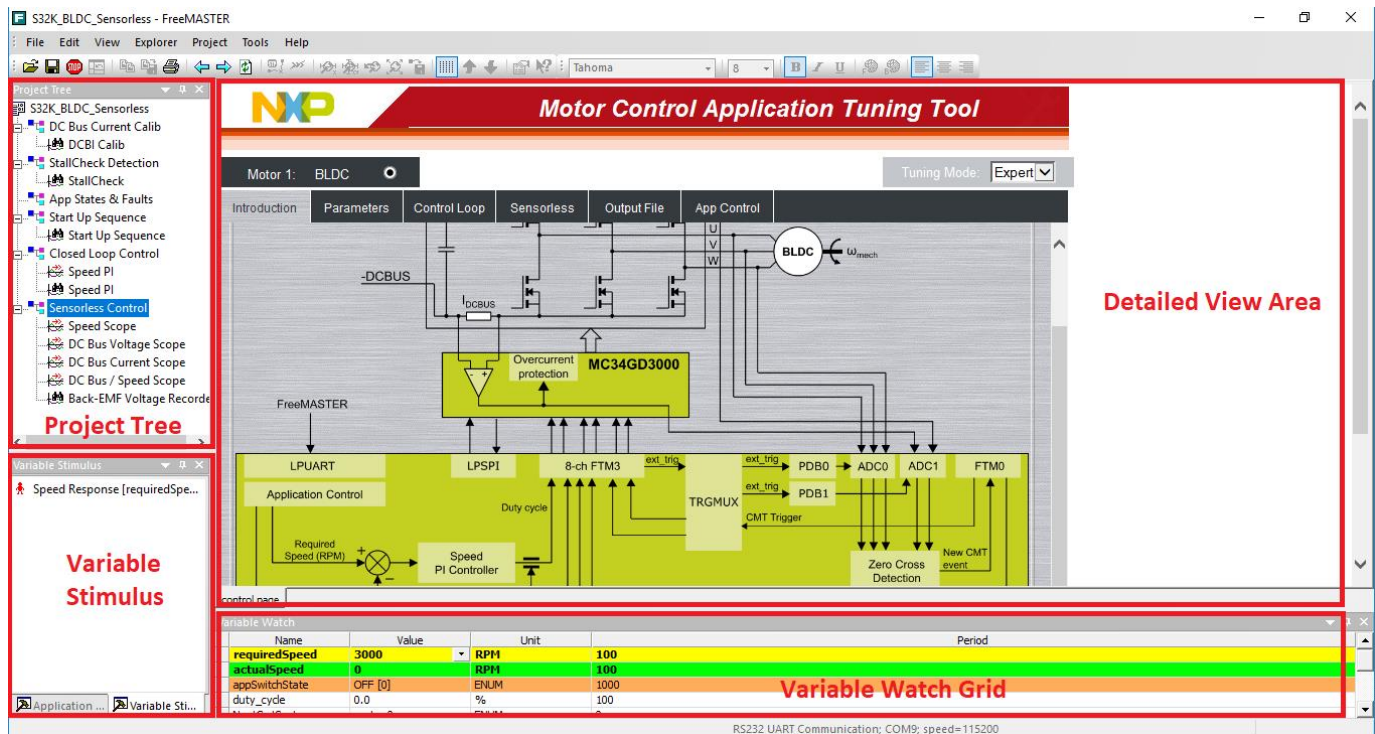 S32K_BLDC_Sensorless - FreeMASTER
File Edit View Explorer Project Tools Help
STOP
Tahoma 8 B I U
Project Tree
S32K_BLDC_Sensorless
DC Bus Current Calib
DCBI Calib
StallCheck Detection
StallCheck
App States & Faults
Start Up Sequence
Start Up Sequence
Closed Loop Control
Speed PI
Speed PI
Sensorless Control
Speed Scope
DC Bus Voltage Scope
DC Bus Current Scope
DC Bus / Speed Scope
Back-EMF Voltage Recorde
Project Tree
Variable Stimulus
Speed Response [requiredSpe...
Variable
Stimulus
Application ... Variable Sti...
NXP
Motor Control Application Tuning Tool
Motor 1: BLDC
Tuning Mode: Expert
Introduction Parameters Control Loop Sensorless Output File App Control
U
V
W
BLDC
ωmech
-DCBUS
IDCBUS
Overcurrent
protection
MC34GD3000
- +
FreeMASTER
LPUART LPSPI 8-ch FTM3 ext_trig ext_trig PDB0 ADC0 ADC1 FTM0
Application Control
TRGMUX
ext_trig PDB1
Duty cycle
CMT Trigger
Required
Speed (RPM)
+
−
Speed
PI Controller
Zero Cross
Detection
New CMT
event
Detailed View Area
control page
Variable Watch
Name Value Unit Period
requiredSpeed 3000 RPM 100
actualSpeed 0 RPM 100
appSwitchState OFF [0] ENUM 1000
duty_cycle 0.0 % 100
Variable Watch Grid
RS232 UART Communication; COM9; speed=115200